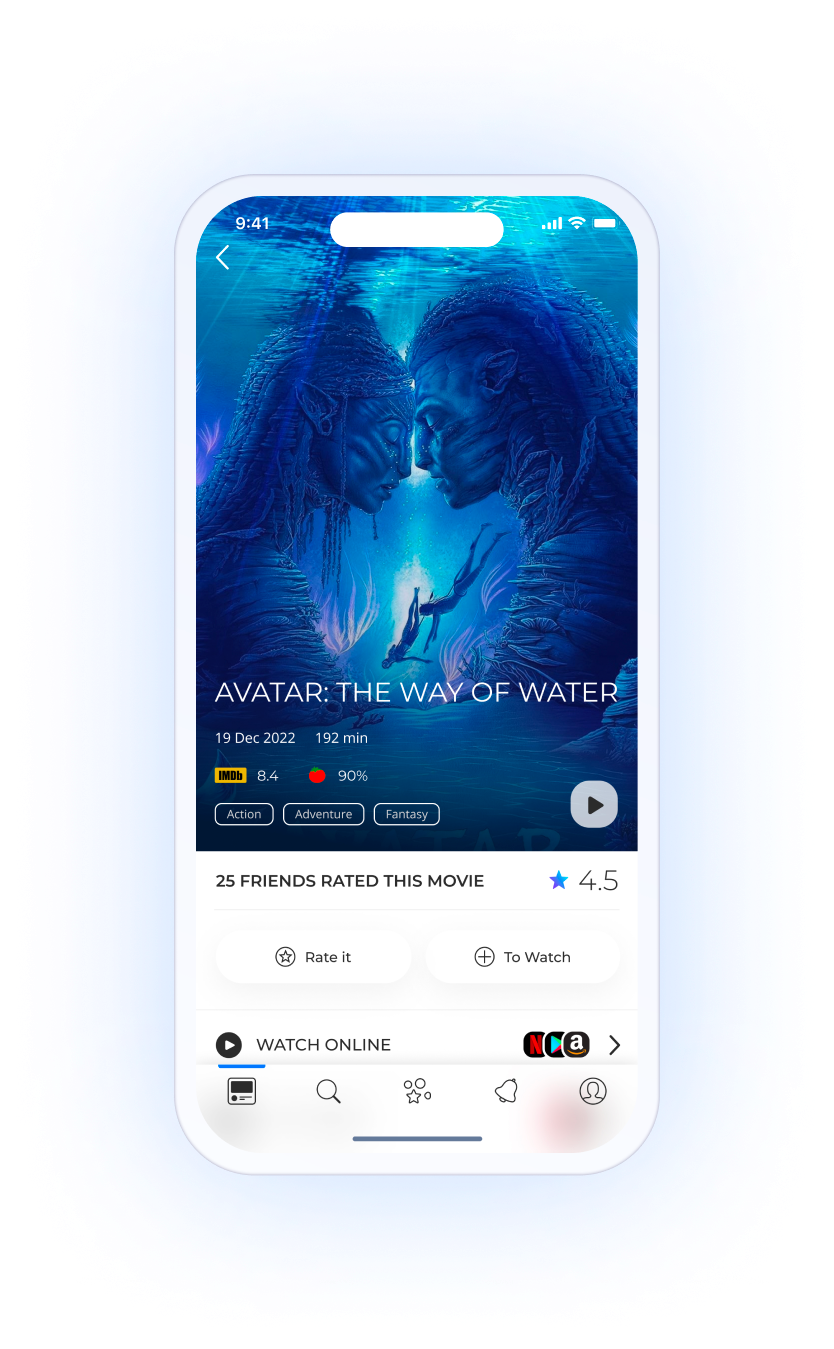 9:41
AVATAR: THE WAY OF WATER
19 Dec 2022 192 min
IMDb 8.4 90%
Action Adventure Fantasy
25 FRIENDS RATED THIS MOVIE 4.5
Rate it To Watch
WATCH ONLINE N a